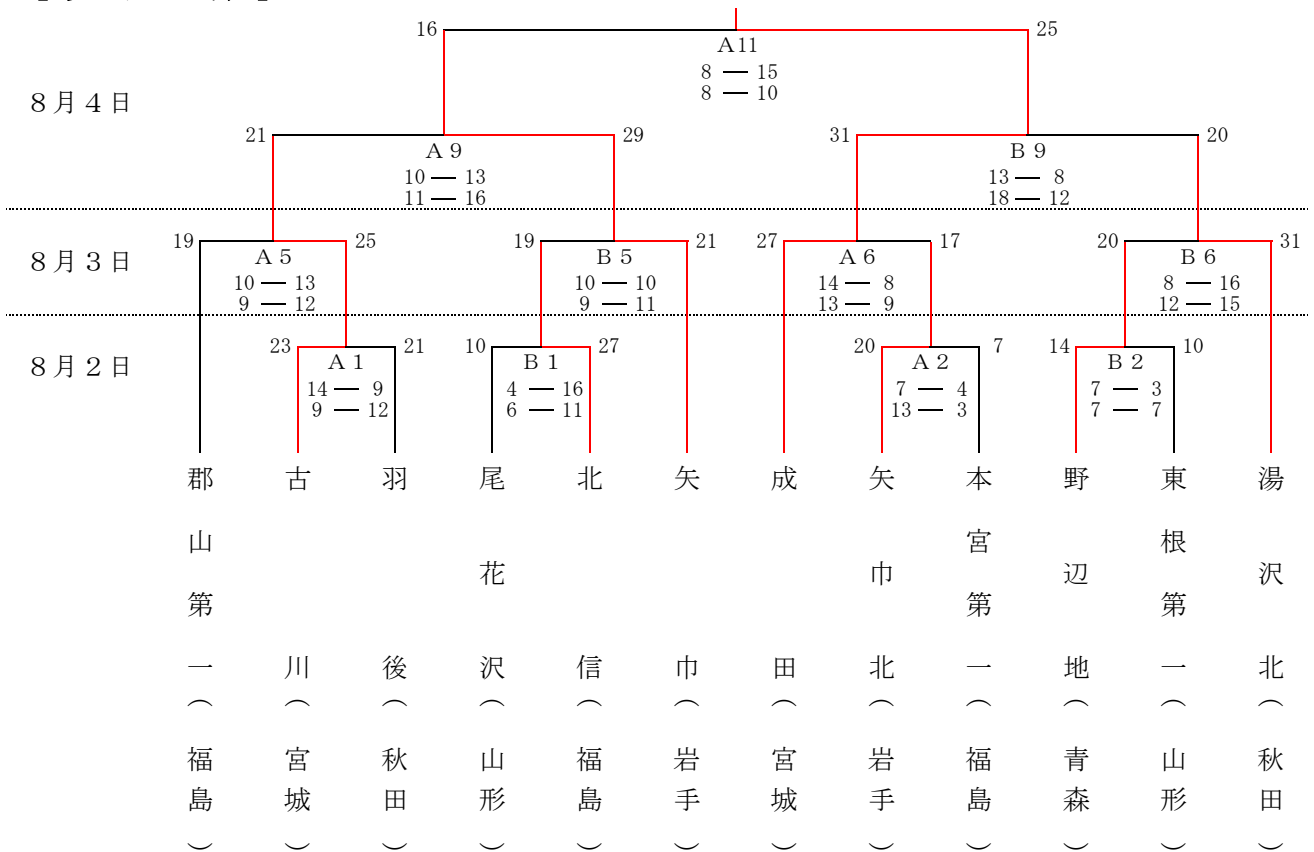 16 25
A11
8 — 15
8 — 10
8月4日
21 29 31 20
A9 B9
10 — 13 13 — 8
11 — 16 18 — 12
19 25 19 21 27 17 20 31
8月3日
A5 B5 A6 B6
10 — 13 10 — 10 14 — 8 8 — 16
9 — 12 9 — 11 13 — 9 12 — 15
23 21 10 27 20 7 14 10
8月2日
A1 B1 A2 B2
14 — 9 4 — 16 7 — 4 7 — 3
9 — 12 6 — 11 13 — 3 7 — 7
郡山第一(福島)
古川(宮城)
羽後(秋田)
尾花沢(山形)
北信(福島)
矢巾(岩手)
成田(宮城)
矢巾北(岩手)
本宮第一(福島)
野辺地(青森)
東根第一(山形)
湯沢北(秋田)